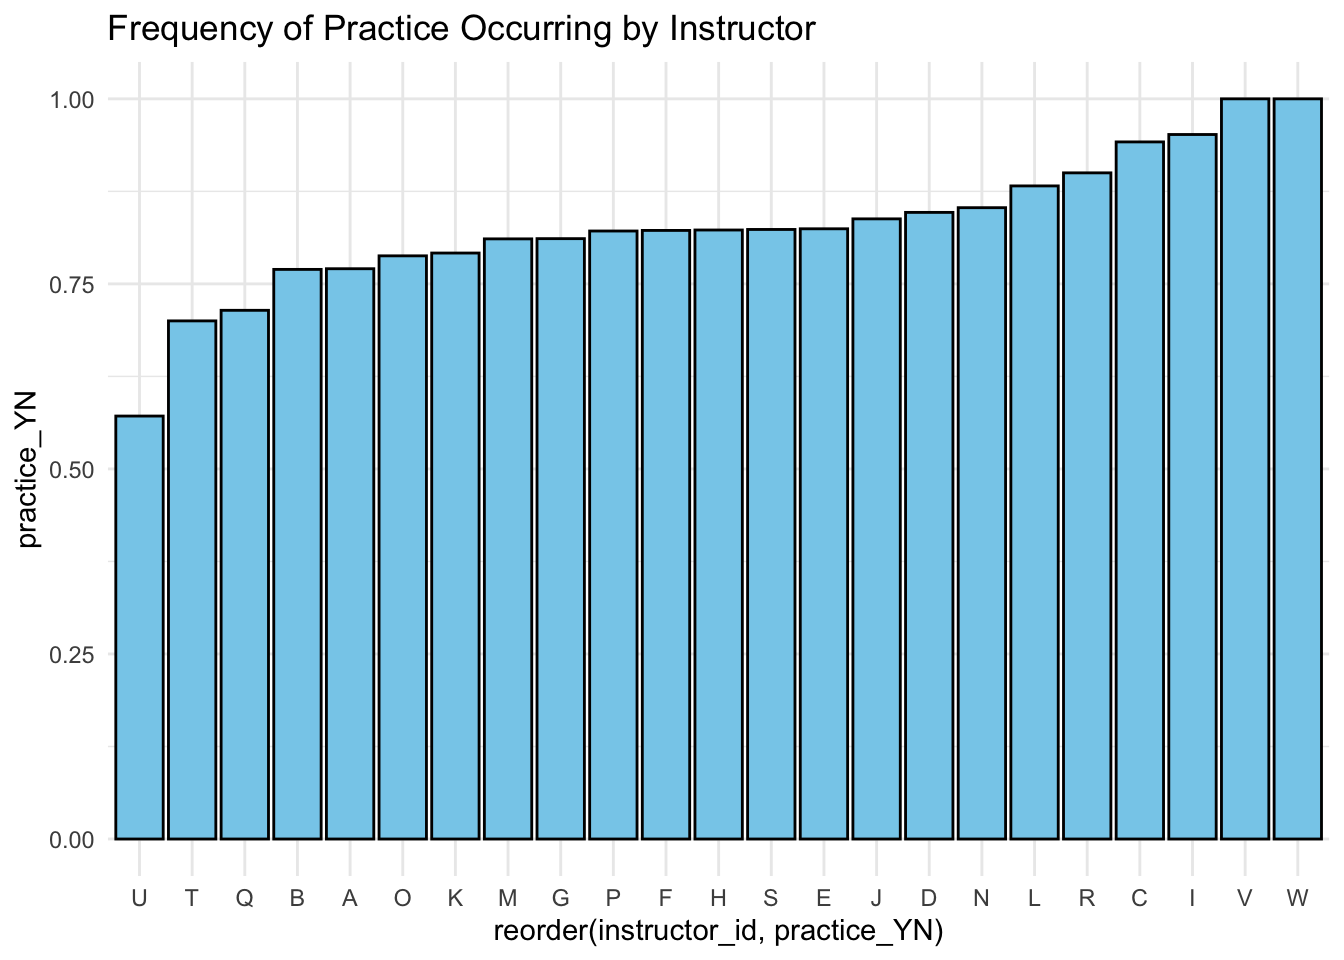 Frequency of Practice Occurring by Instructor
practice_YN
1.00
0.75
0.50
0.25
0.00
U T Q B A O K M G P F H S E J D N L R C I V W
reorder(instructor_id, practice_YN)